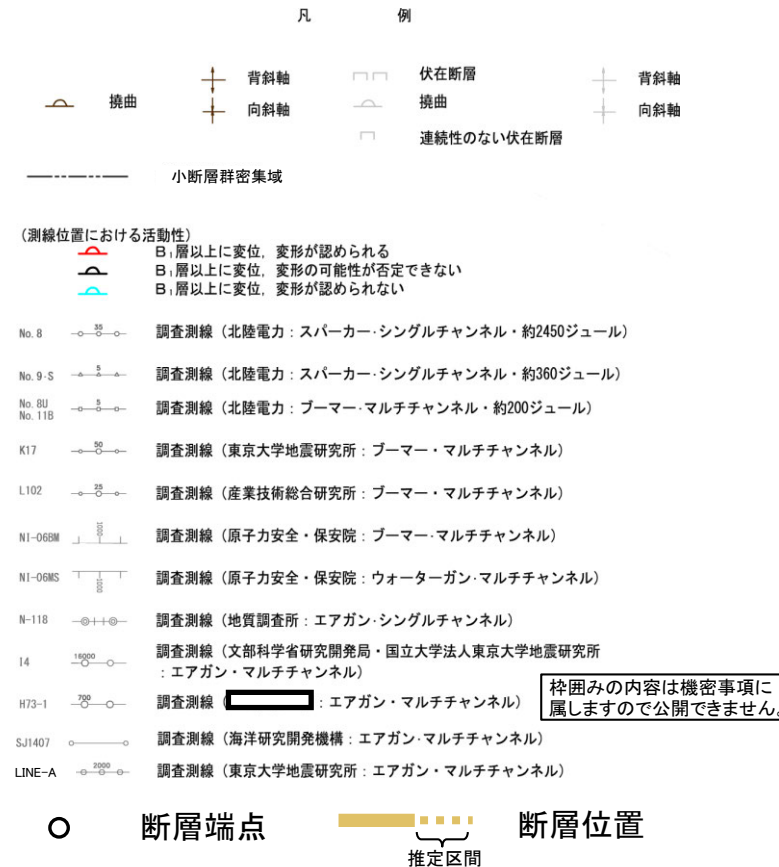 凡 例
背斜軸 伏在断層 背斜軸
撓曲 向斜軸 撓曲 向斜軸
連続性のない伏在断層
小断層群密集域
(測線位置における活動性)
B₁層以上に変位,変形が認められる
B₁層以上に変位,変形の可能性が否定できない
B₁層以上に変位,変形が認められない
No. 8 35 調査測線(北陸電力:スパーカー・シングルチャンネル・約2450ジュール)
No. 9-S 5 調査測線(北陸電力:スパーカー・シングルチャンネル・約360ジュール)
No. 8U
No. 11B 5 調査測線(北陸電力:ブーマー・マルチチャンネル・約200ジュール)
K17 50 調査測線(東京大学地震研究所:ブーマー・マルチチャンネル)
L102 25 調査測線(産業技術総合研究所:ブーマー・マルチチャンネル)
NI-06BM 1000 調査測線(原子力安全・保安院:ブーマー・マルチチャンネル)
NI-06MS 1000 調査測線(原子力安全・保安院:ウォーターガン・マルチチャンネル)
N-118 調査測線(地質調査所:エアガン・シングルチャンネル)
I4 16000 調査測線(文部科学省研究開発局・国立大学法人東京大学地震研究所
:エアガン・マルチチャンネル)
H73-1 700 調査測線( :エアガン・マルチチャンネル)
枠囲みの内容は機密事項に
属しますので公開できません。
SJ1407 調査測線(海洋研究開発機構:エアガン・マルチチャンネル)
LINE-A 2000 調査測線(東京大学地震研究所:エアガン・マルチチャンネル)
断層端点 断層位置
推定区間